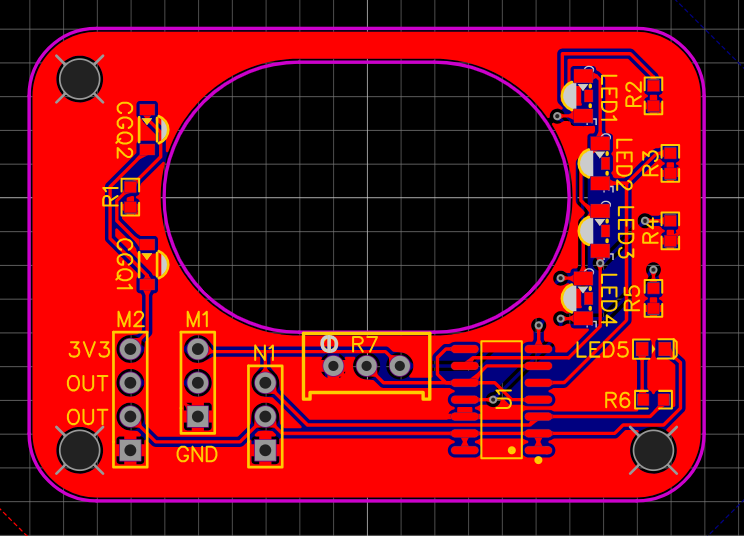 CGQ2
R1
CGQ1
LED1
R2
LED2
R3
LED3
R4
LED4
R5
M2
M1
N1
R7
3V3
OUT
OUT
GND
U1
LED5
R6